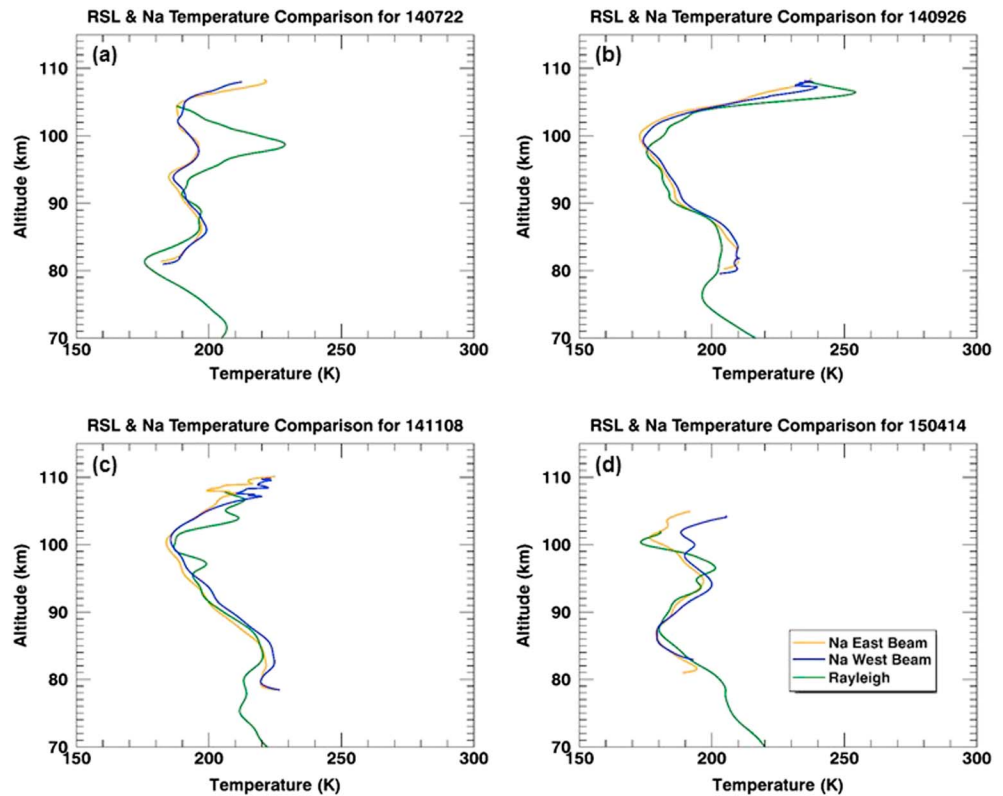 RSL & Na Temperature Comparison for 140722
(a)
110
100
90
80
70
Altitude (km)
150 200 250 300
Temperature (K)
RSL & Na Temperature Comparison for 140926
(b)
110
100
90
80
70
Altitude (km)
150 200 250 300
Temperature (K)
RSL & Na Temperature Comparison for 141108
(c)
110
100
90
80
70
Altitude (km)
150 200 250 300
Temperature (K)
RSL & Na Temperature Comparison for 150414
(d)
110
100
90
80
70
Altitude (km)
Na East Beam
Na West Beam
Rayleigh
150 200 250 300
Temperature (K)